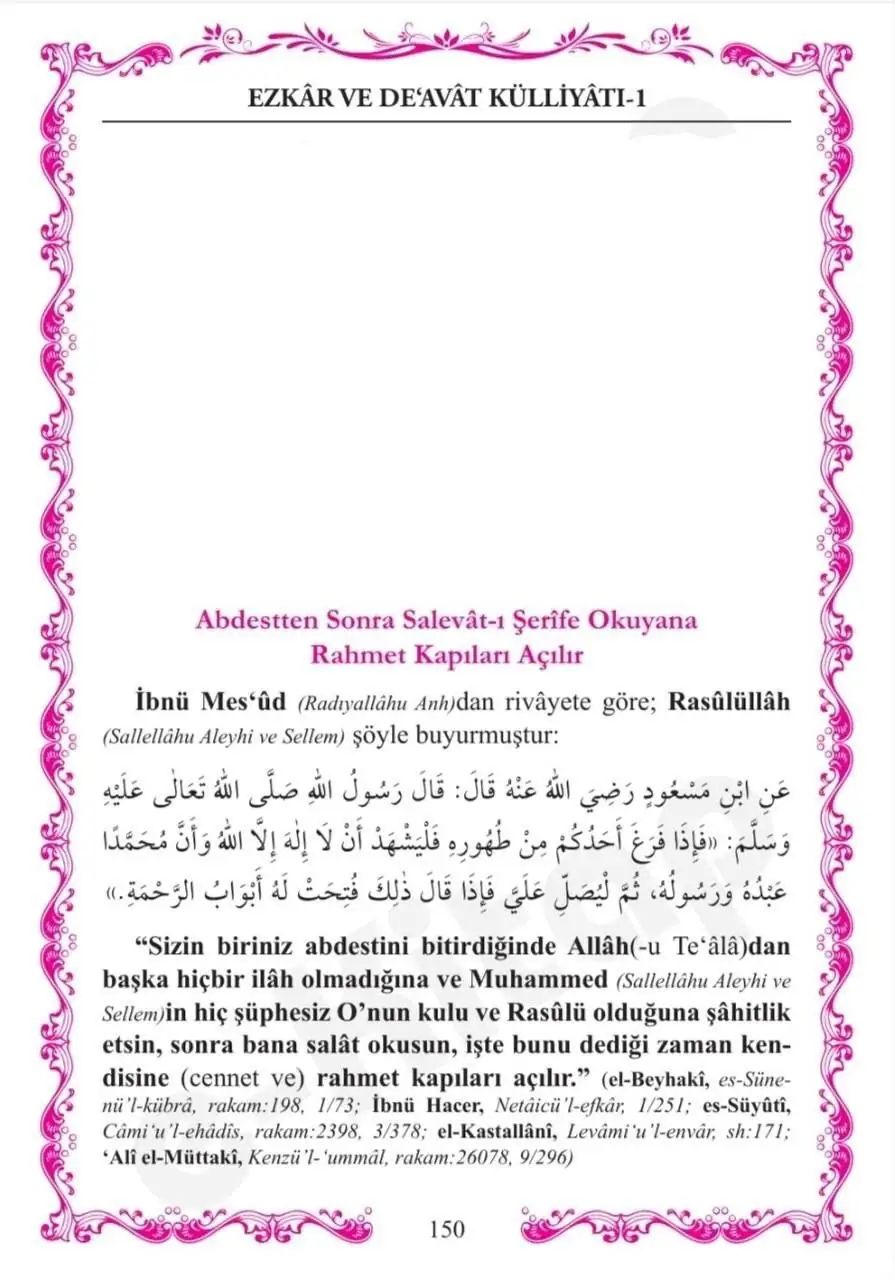 EZKÂR VE DE‘AVÂT KÜLLİYÂTI-1
Abdestten Sonra Salevât-ı Şerîfe Okuyana
Rahmet Kapıları Açılır
İbnü Mes‘ûd (Radıyallâhu Anh)dan rivâyete göre; Rasûlüllâh
(Sallellâhu Aleyhi ve Sellem) şöyle buyurmuştur:
عَنِ ابْنِ مَسْعُودٍ رَضِيَ اللهُ عَنْهُ قَالَ: قَالَ رَسُولُ اللهِ صَلَّى اللهُ تَعَالٰى عَلَيْهِ
وَسَلَّمَ: «فَإِذَا فَرَغَ أَحَدُكُمْ مِنْ طُهُورِهِ فَلْيَشْهَدْ أَنْ لَا إِلٰهَ إِلَّا اللهُ وَأَنَّ مُحَمَّدًا
عَبْدُهُ وَرَسُولُهُ، ثُمَّ لْيُصَلِّ عَلَيَّ فَإِذَا قَالَ ذٰلِكَ فُتِحَتْ لَهُ أَبْوَابُ الرَّحْمَةِ.»
“Sizin biriniz abdestini bitirdiğinde Allâh(-u Te‘âlâ)dan
başka hiçbir ilâh olmadığına ve Muhammed (Sallellâhu Aleyhi ve
Sellem)in hiç şüphesiz O’nun kulu ve Rasûlü olduğuna şâhitlik
etsin, sonra bana salât okusun, işte bunu dediği zaman ken-
disine (cennet ve) rahmet kapıları açılır.” (el-Beyhakî, es-Süne-
nü’l-kübrâ, rakam:198, 1/73; İbnü Hacer, Netâicü’l-efkâr, 1/251; es-Süyûtî,
Câmi‘u’l-ehâdîs, rakam:2398, 3/378; el-Kastallânî, Levâmi‘u’l-envâr, sh:171;
‘Alî el-Müttakî, Kenzü’l-‘ummâl, rakam:26078, 9/296)
150